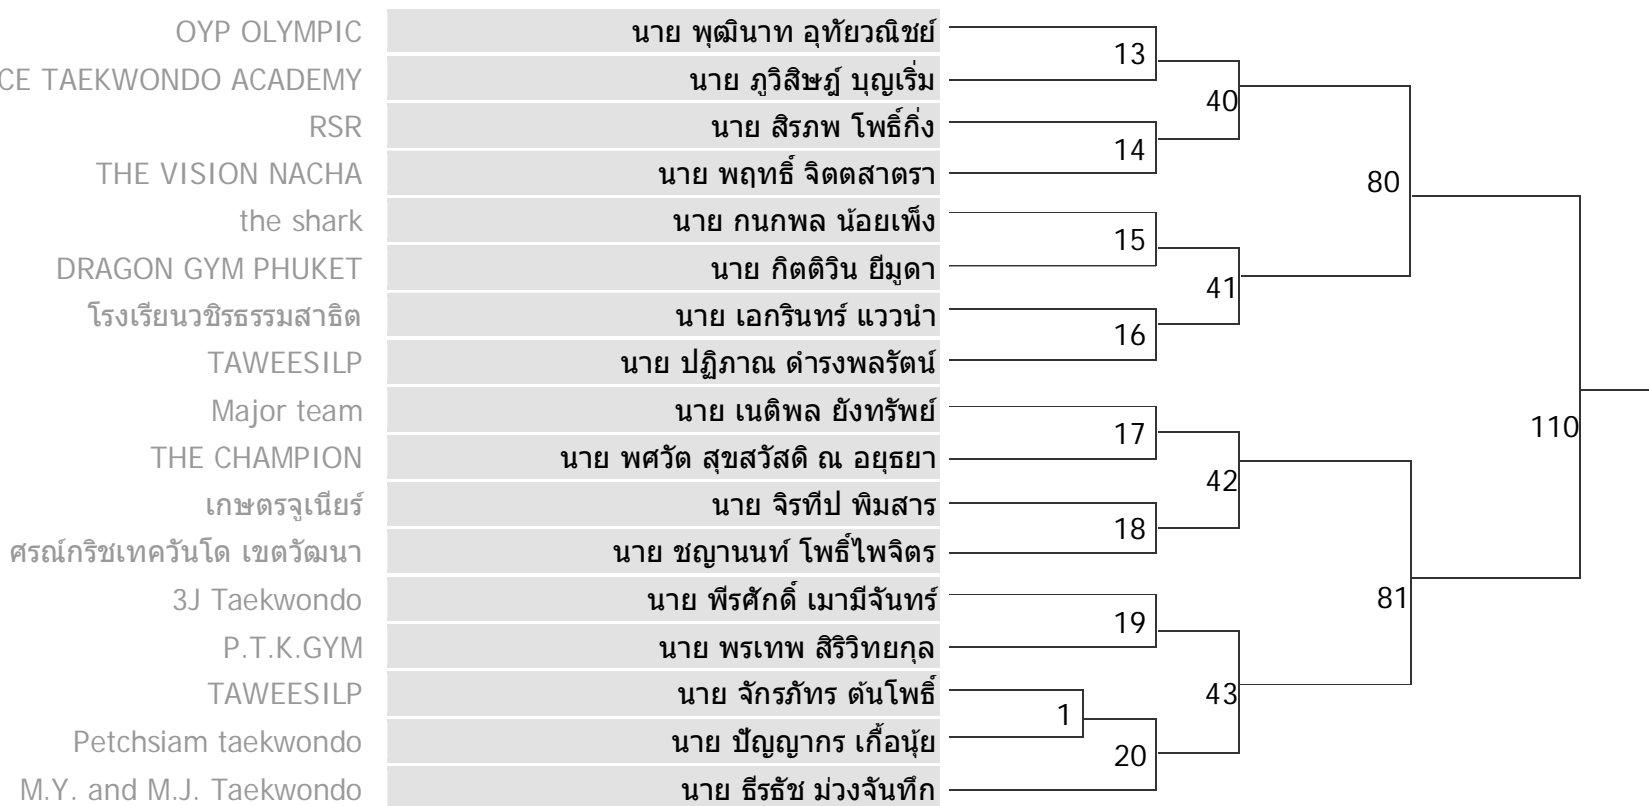 OYP OLYMPIC นาย พุฒินาท อุทัยวณิชย์
CE TAEKWONDO ACADEMY นาย ภูวิสิษฎ์ บุญเริ่ม
RSR นาย สิรภพ โพธิ์กิ่ง
THE VISION NACHA นาย พฤทธิ์ จิตตสาตรา
the shark นาย กนกพล น้อยเพ็ง
DRAGON GYM PHUKET นาย กิตติวิน ยีมูดา
โรงเรียนวชิรธรรมสาธิต นาย เอกรินทร์ แววนำ
TAWEESILP นาย ปฏิภาณ ดำรงพลรัตน์
Major team นาย เนติพล ยังทรัพย์
THE CHAMPION นาย พศวัต สุขสวัสดิ ณ อยุธยา
เกษตรจูเนียร์ นาย จิรทีป พิมสาร
ศรณ์กริชเทควันโด เขตวัฒนา นาย ชญานนท์ โพธิ์ไพจิตร
3J Taekwondo นาย พีรศักดิ์ เมามีจันทร์
P.T.K.GYM นาย พรเทพ สิริวิทยกุล
TAWEESILP นาย จักรภัทร ต้นโพธิ์
Petchsiam taekwondo นาย ปัญญากร เกื้อนุ้ย
M.Y. and M.J. Taekwondo นาย ธีรธัช ม่วงจันทึก
13
14
15
16
17
18
19
1
20
40
41
42
43
80
81
110